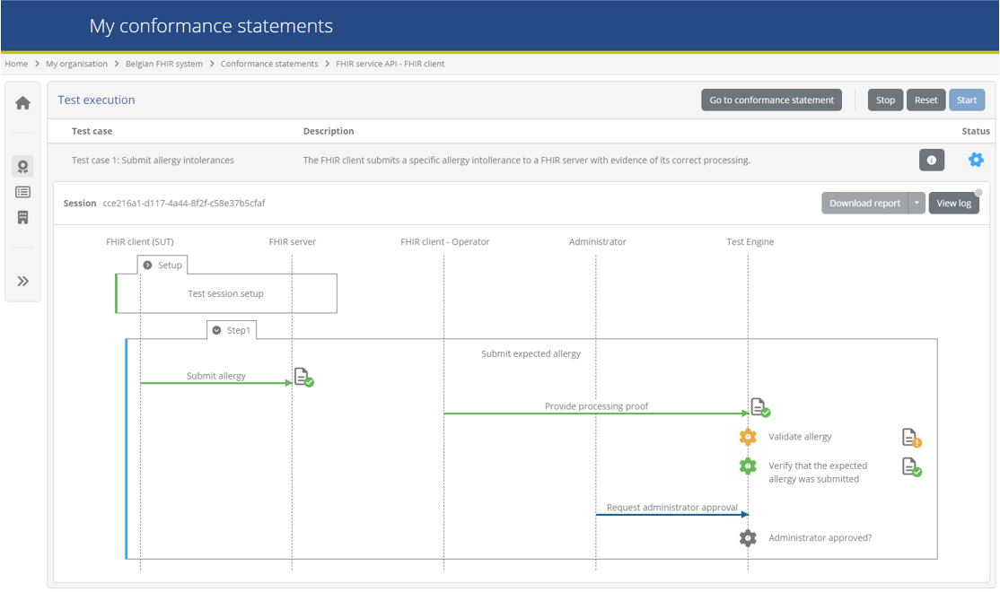 My conformance statements
Home > My organisation > Belgian FHIR system > Conformance statements > FHIR service API - FHIR client
Test execution
Go to conformance statement
Stop
Reset
Start
Test case
Description
Status
Test case 1: Submit allergy intolerances
The FHIR client submits a specific allergy intollerance to a FHIR server with evidence of its correct processing.
Session cce216a1-d117-4a44-8f2f-c58e37b5cfaf
Download report
View log
FHIR client (SUT)
FHIR server
FHIR client - Operator
Administrator
Test Engine
Setup
Test session setup
Step1
Submit expected allergy
Submit allergy
Provide processing proof
Validate allergy
Verify that the expected
allergy was submitted
Request administrator approval
Administrator approved?